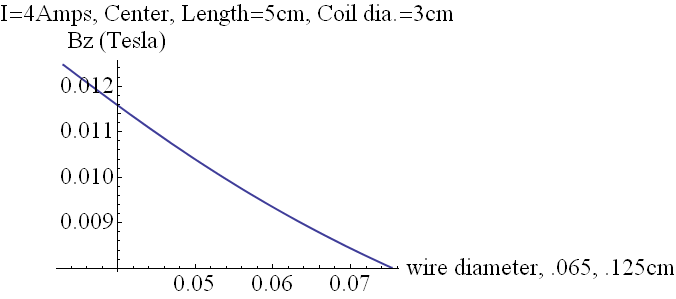 I=4Amps, Center, Length=5cm, Coil dia.=3cm
Bz (Tesla)
0.012
0.011
0.010
0.009
wire diameter, .065, .125cm
0.05 0.06 0.07